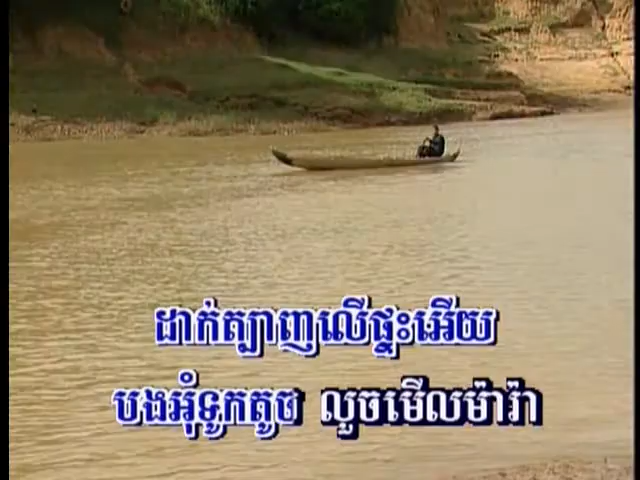 ដាក់ត្បាញលើផ្ទះអើយ
បងអុំទូកតូច លួចមើលម៉ារ៉ា